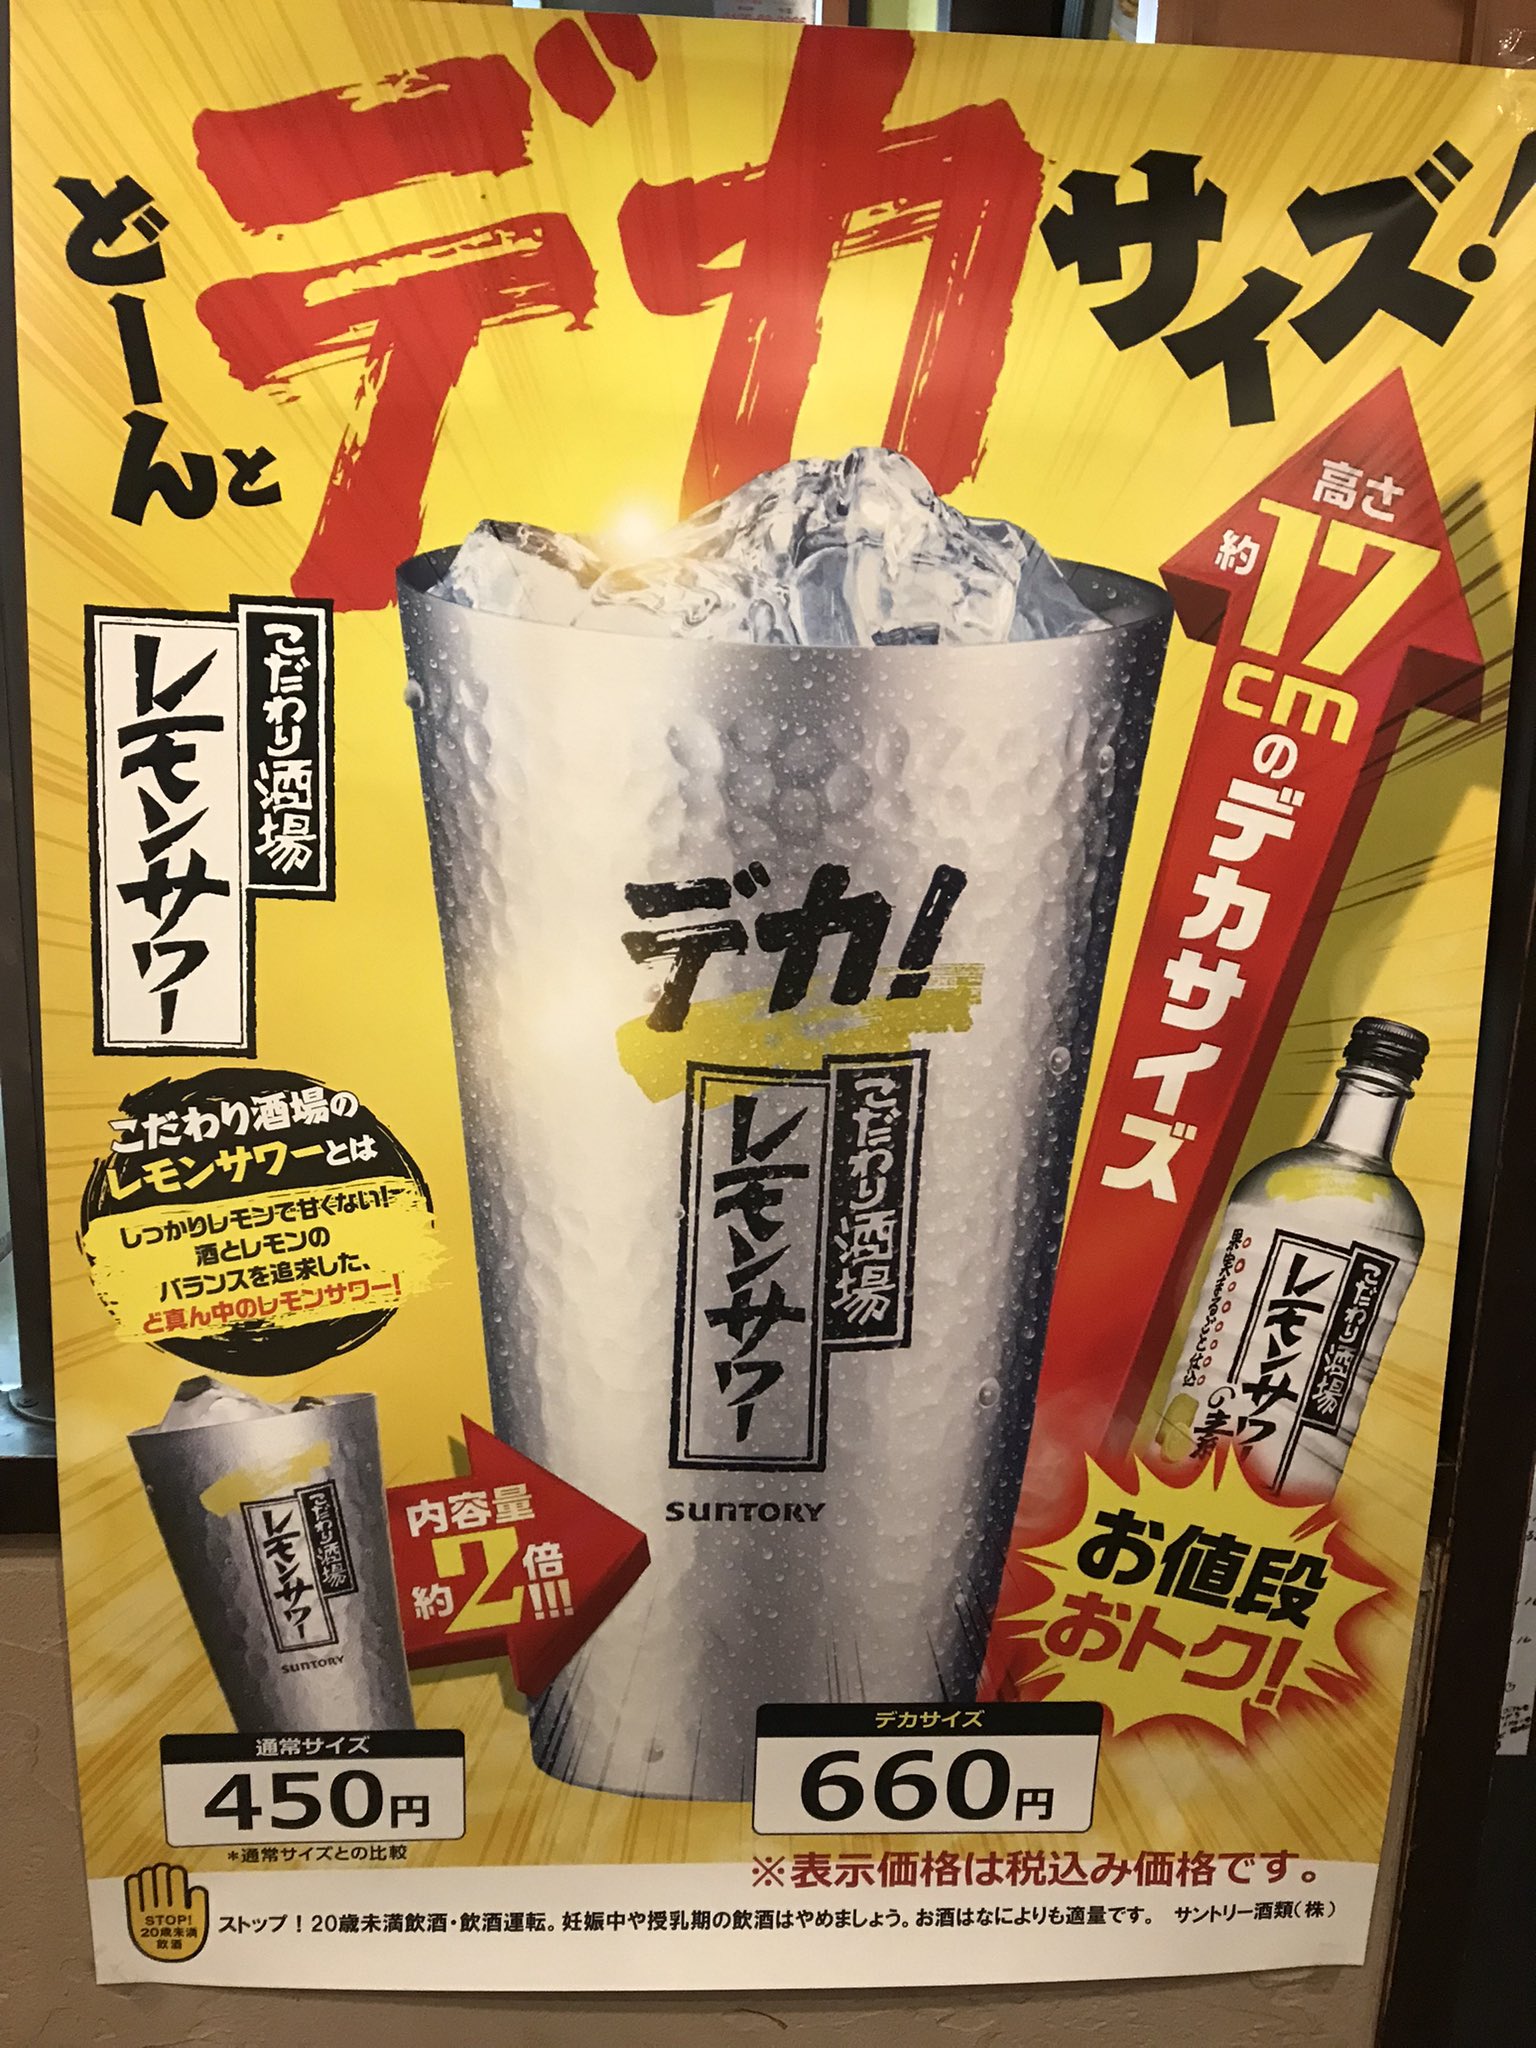 どーんと
デカ
サイズ!
高さ
約17cmのデカサイズ
こだわり酒場
レモンサワー
デカ!
こだわり酒場
レモンサワー
SUNTORY
こだわり酒場の
レモンサワーとは
しっかりレモンで甘くない!
酒とレモンの
バランスを追求した、
ど真ん中のレモンサワー!
こだわり酒場
レモンサワー
SUNTORY
内容量
約2倍!!!
こだわり酒場
レモンサワー
の素
お値段
おトク!
通常サイズ
450円
*通常サイズとの比較
デカサイズ
660円
※表示価格は税込み価格です。
STOP!
20歳未満
飲酒
ストップ!20歳未満飲酒・飲酒運転。妊娠中や授乳期の飲酒はやめましょう。お酒はなによりも適量です。 サントリー酒類(株)